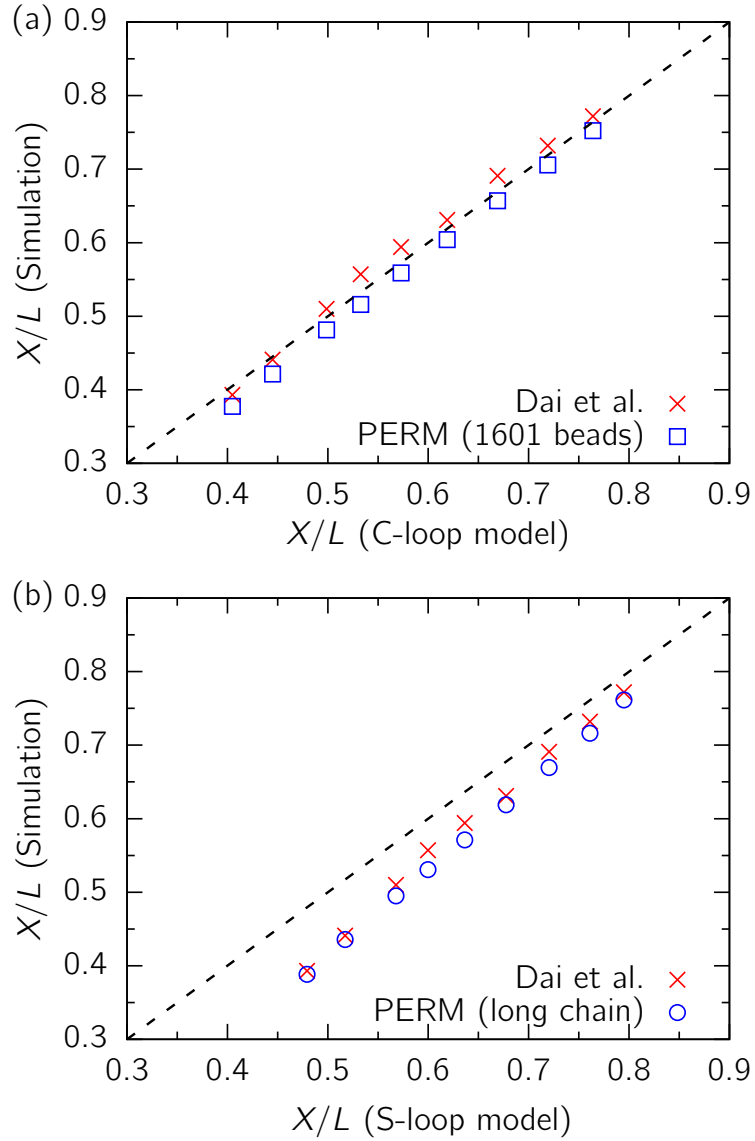 (a)
0.9
0.8
0.7
0.6
0.5
0.4
0.3
X/L (Simulation)
Dai et al.
PERM (1601 beads)
0.3 0.4 0.5 0.6 0.7 0.8 0.9
X/L (C-loop model)
(b)
0.9
0.8
0.7
0.6
0.5
0.4
0.3
X/L (Simulation)
Dai et al.
PERM (long chain)
0.3 0.4 0.5 0.6 0.7 0.8 0.9
X/L (S-loop model)